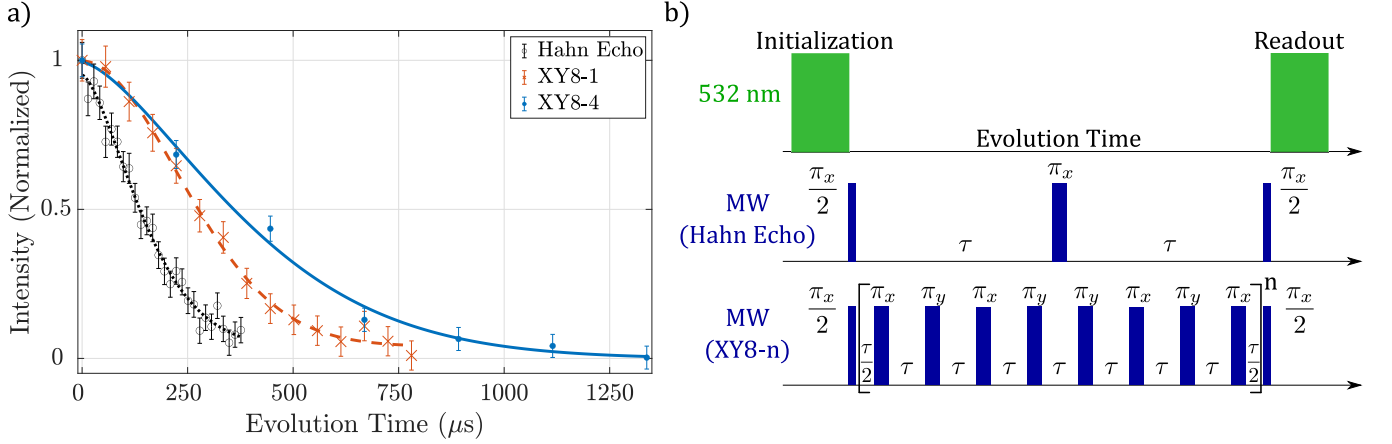 a)
Intensity (Normalized)
1
0.5
0
Hahn Echo
XY8-1
XY8-4
0 250 500 750 1000 1250
Evolution Time (μs)
b)
Initialization Readout
532 nm
Evolution Time
π_x/2 π_x π_x/2
MW
(Hahn Echo)
τ τ
π_x/2 [ π_x π_y π_x π_y π_y π_x π_y π_x ] n π_x/2
MW
(XY8-n)
τ/2 τ τ τ τ τ τ τ τ/2